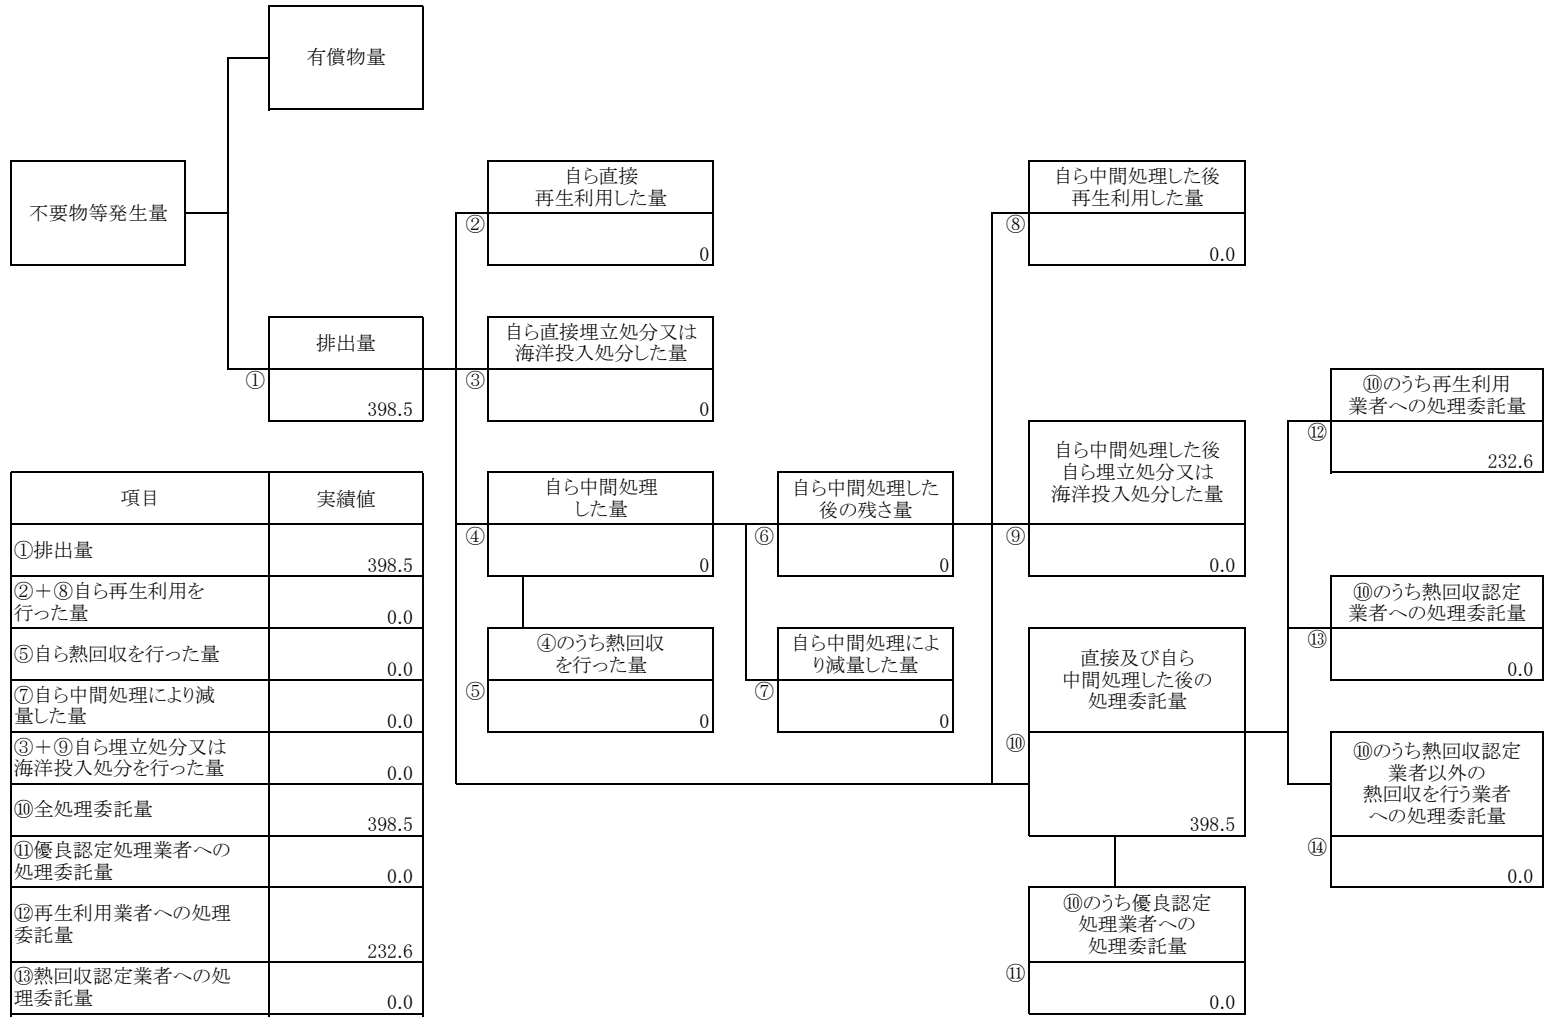 有償物量
不要物等発生量
排出量
①
398.5
自ら直接
再生利用した量
②
0
自ら直接埋立処分又は
海洋投入処分した量
③
0
自ら中間処理
した量
④
0
④のうち熱回収
を行った量
⑤
0
自ら中間処理した
後の残さ量
⑥
0
自ら中間処理によ
り減量した量
⑦
0
自ら中間処理した後
再生利用した量
⑧
0.0
自ら中間処理した後
自ら埋立処分又は
海洋投入処分した量
⑨
0.0
直接及び自ら
中間処理した後の
処理委託量
⑩
398.5
⑩のうち優良認定
処理業者への
処理委託量
⑪
0.0
⑩のうち再生利用
業者への処理委託量
⑫
232.6
⑩のうち熱回収認定
業者への処理委託量
⑬
0.0
⑩のうち熱回収認定
業者以外の
熱回収を行う業者
への処理委託量
⑭
0.0
項目 実績値
①排出量
398.5
②＋⑧自ら再生利用を
行った量
0.0
⑤自ら熱回収を行った量
0.0
⑦自ら中間処理により減
量した量
0.0
③＋⑨自ら埋立処分又は
海洋投入処分を行った量
0.0
⑩全処理委託量
398.5
⑪優良認定処理業者への
処理委託量
0.0
⑫再生利用業者への処理
委託量
232.6
⑬熱回収認定業者への処
理委託量
0.0